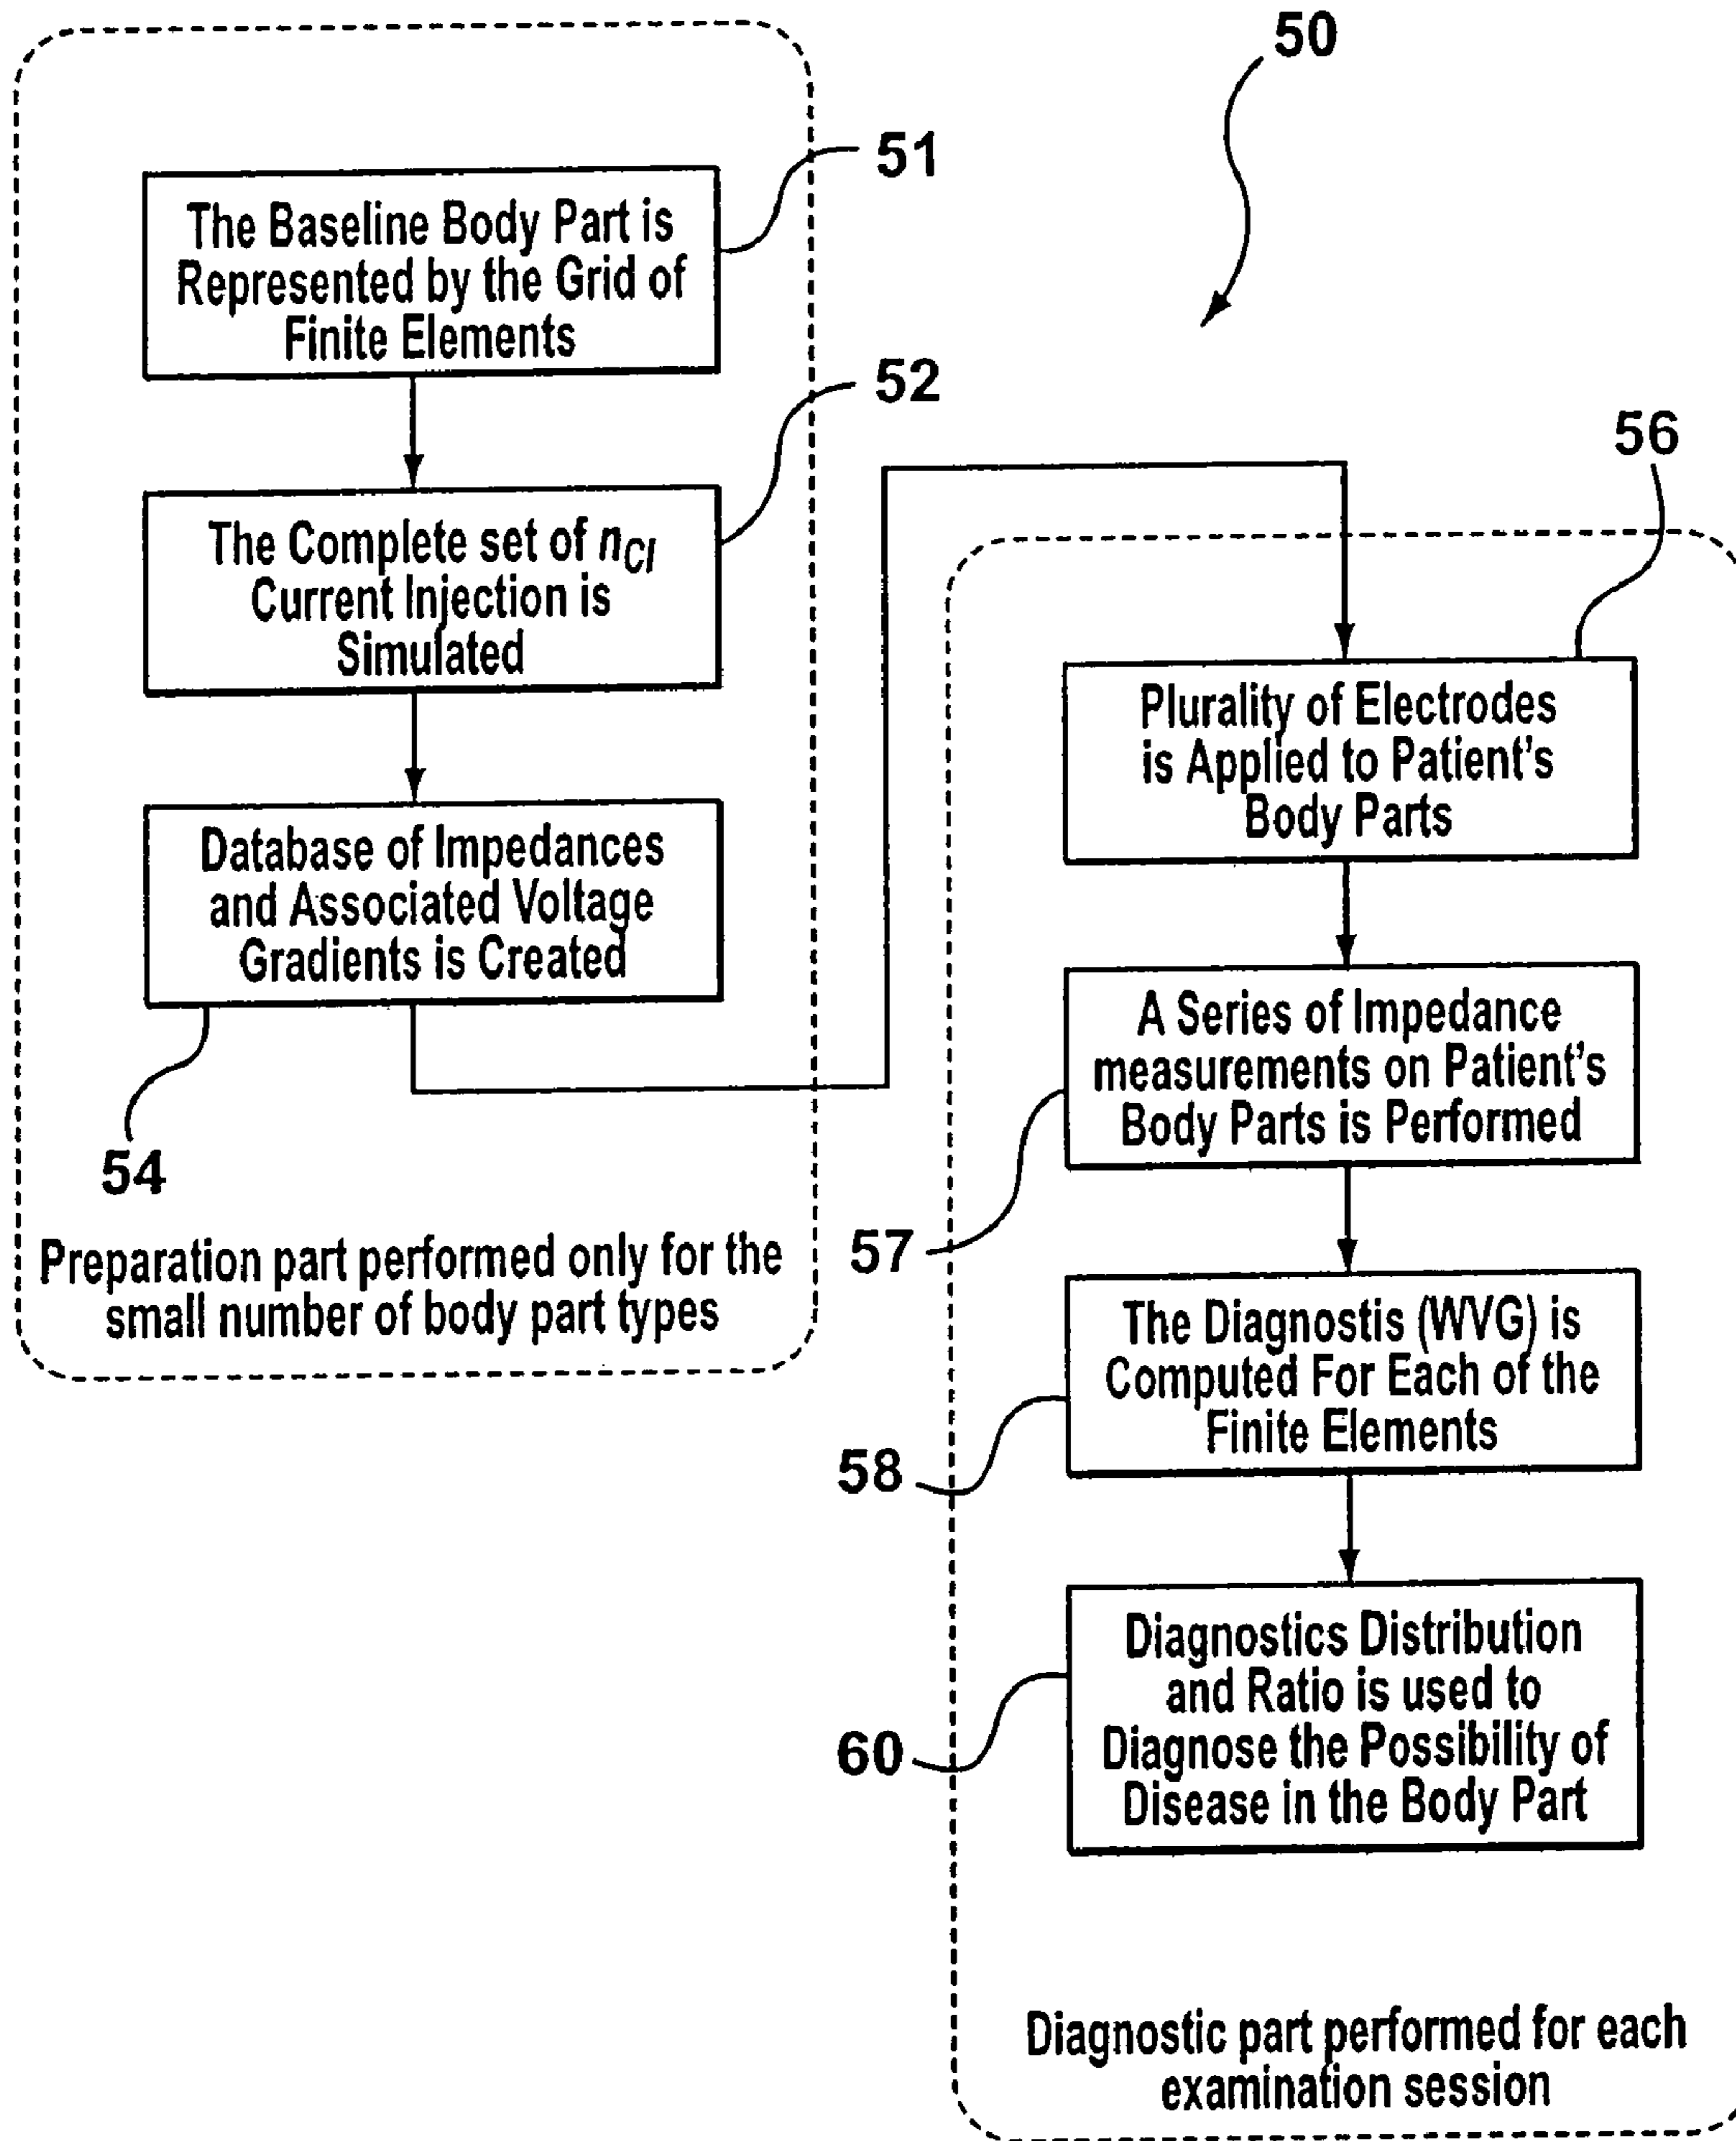 50
51
The Baseline Body Part is
Represented by the Grid of
Finite Elements
52
The Complete set of nCI
Current Injection is
Simulated
Database of Impedances
and Associated Voltage
Gradients is Created
54
Preparation part performed only for the
small number of body part types
56
Plurality of Electrodes
is Applied to Patient's
Body Parts
A Series of Impedance
measurements on Patient's
Body Parts is Performed
57
The Diagnostis (WVG) is
Computed For Each of the
Finite Elements
58
Diagnostics Distribution
and Ratio is used to
Diagnose the Possibility of
Disease in the Body Part
60
Diagnostic part performed for each
examination session